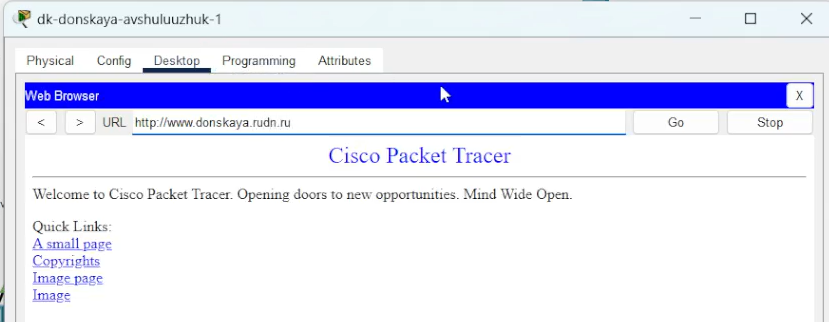 dk-donskaya-avshuluuzhuk-1
Physical Config Desktop Programming Attributes
Web Browser X
< > URL http://www.donskaya.rudn.ru Go Stop
Cisco Packet Tracer
Welcome to Cisco Packet Tracer. Opening doors to new opportunities. Mind Wide Open.
Quick Links:
A small page
Copyrights
Image page
Image